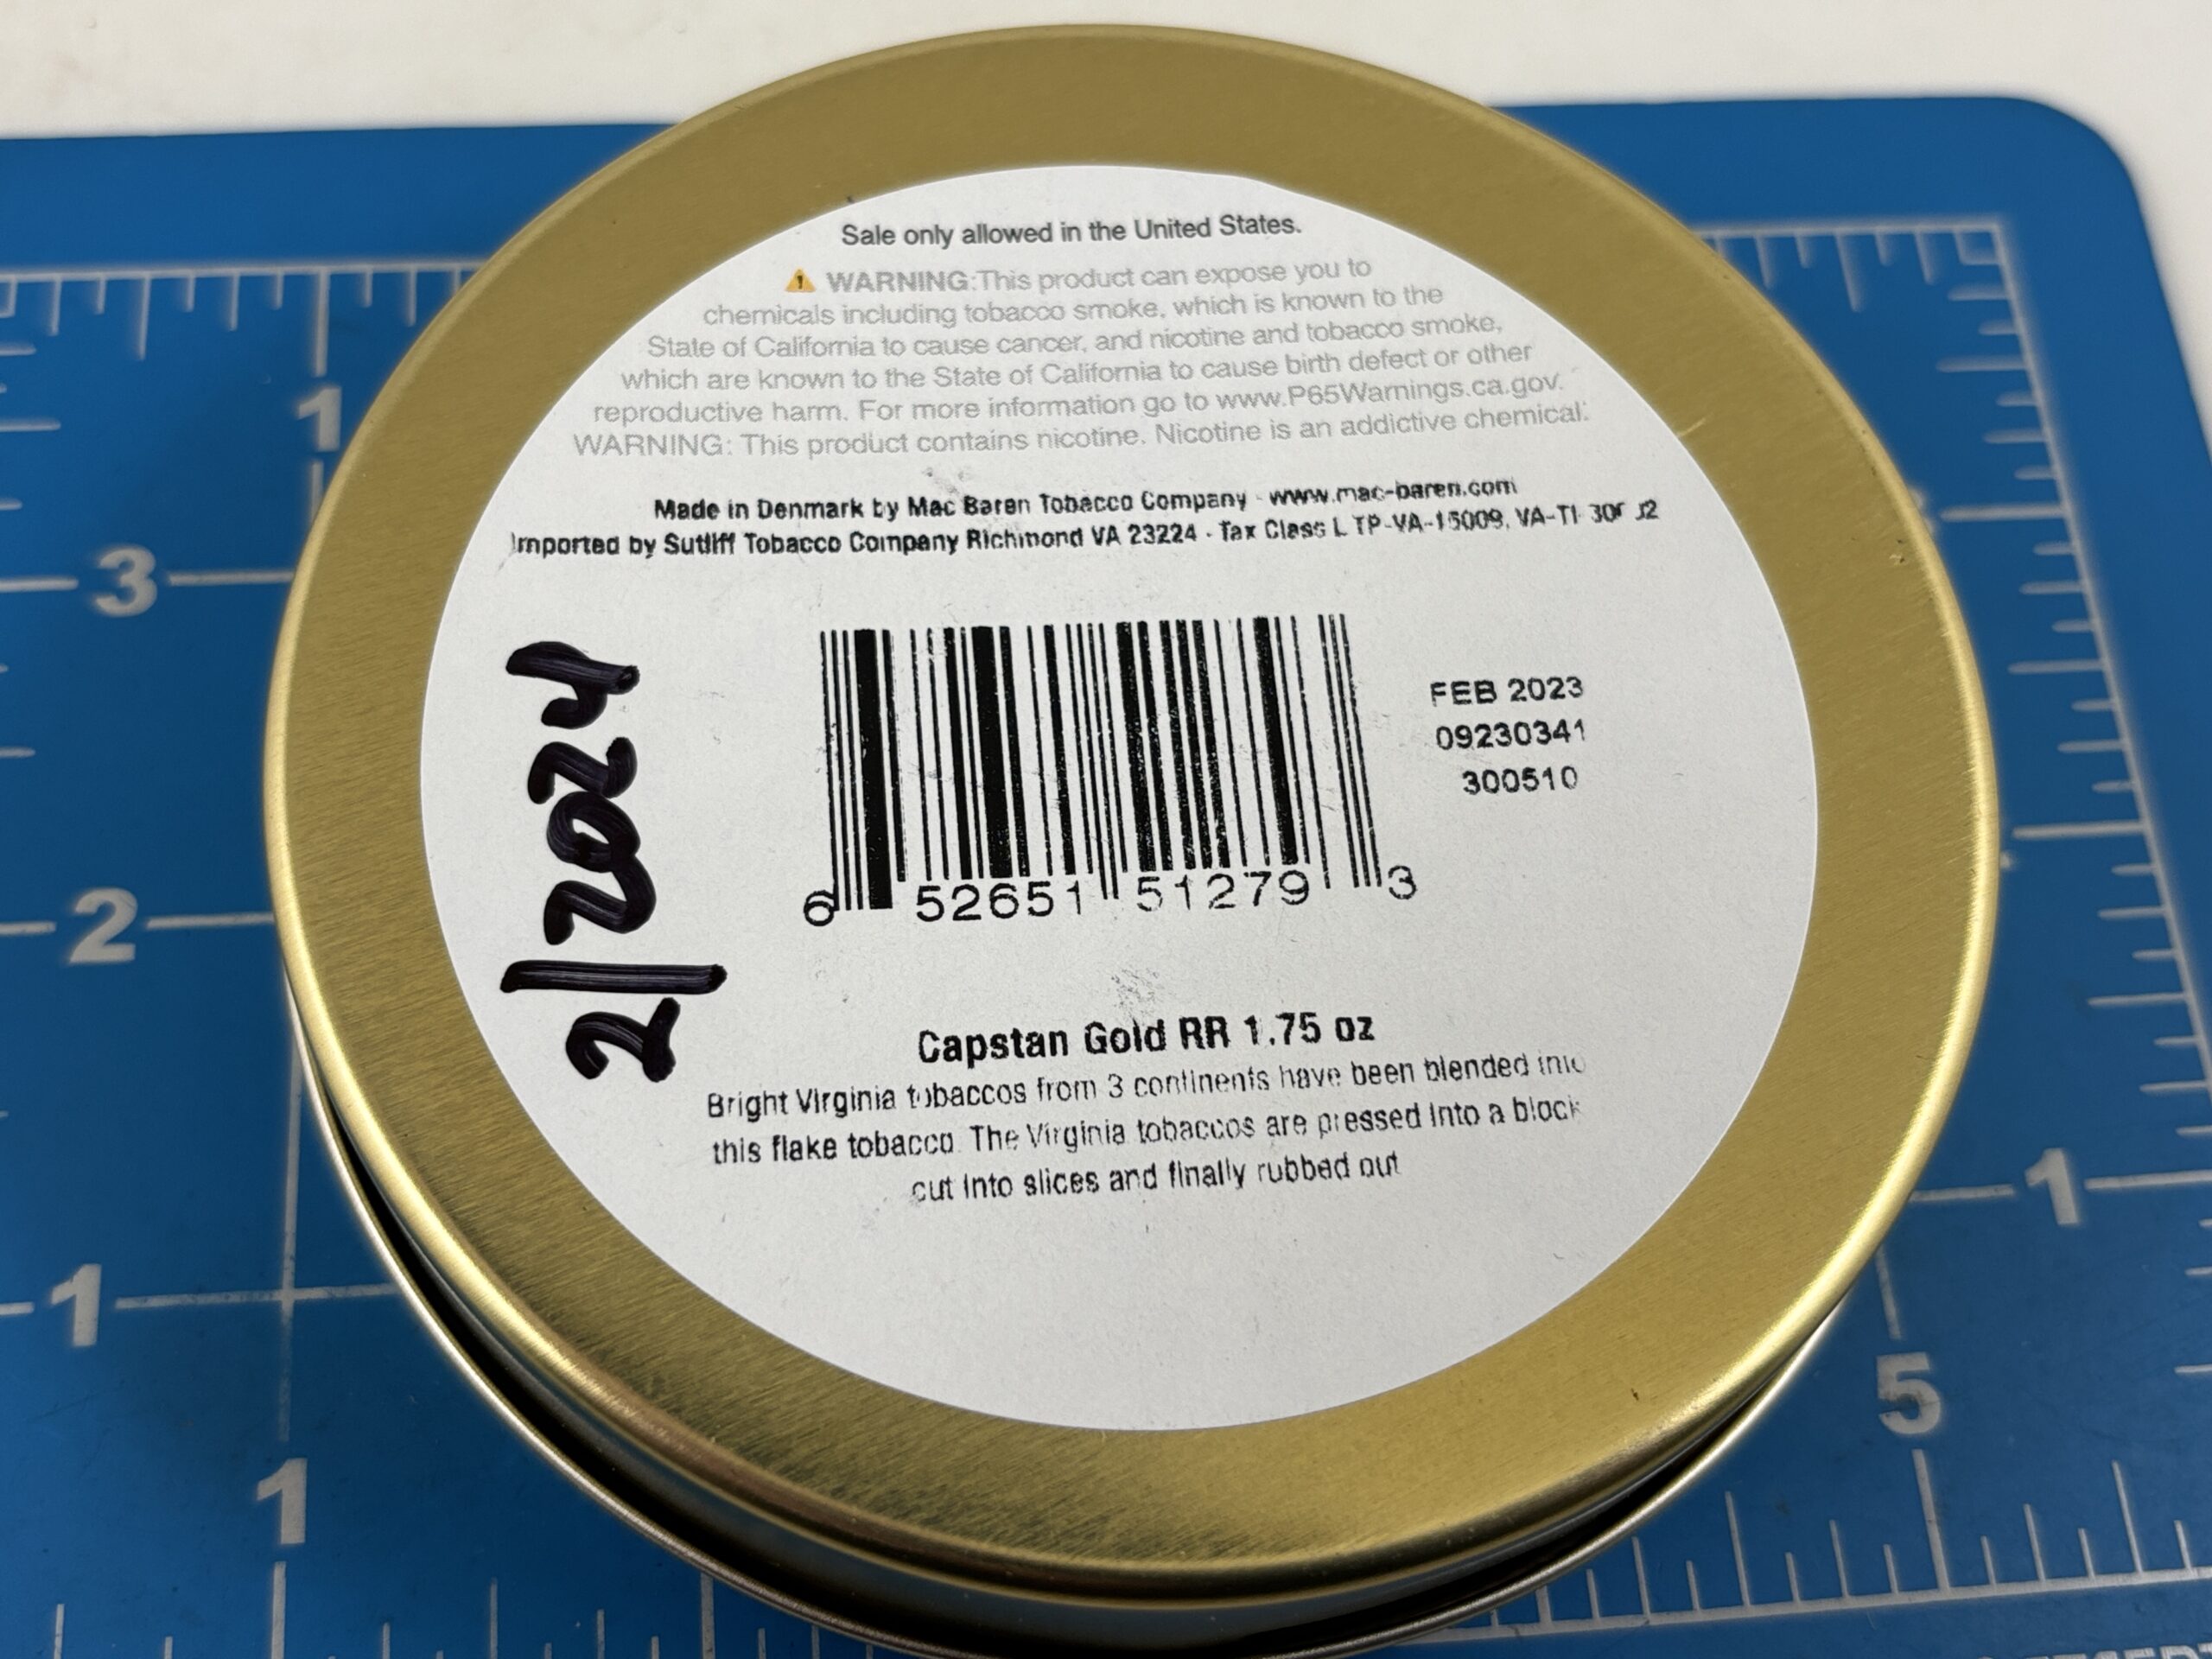 Sale only allowed in the United States.
⚠ WARNING:This product can expose you to
chemicals including tobacco smoke, which is known to the
State of California to cause cancer, and nicotine and tobacco smoke,
which are known to the State of California to cause birth defect or other
reproductive harm. For more information go to www.P65Warnings.ca.gov.
WARNING: This product contains nicotine. Nicotine is an addictive chemical.
Made in Denmark by Mac Baren Tobacco Company - www.mac-baren.com
Imported by Sutliff Tobacco Company Richmond VA 23224 - Tax Class L TP-VA-15009,
2/2024
FEB 2023
09230341
300510
6 52651 51279 3
Capstan Gold RR 1.75 oz
Bright Virginia tobaccos from 3 continents have been blended into
this flake tobacco. The Virginia tobaccos are pressed into a block
cut into slices and finally rubbed out
1
3
2
1
1
1
5